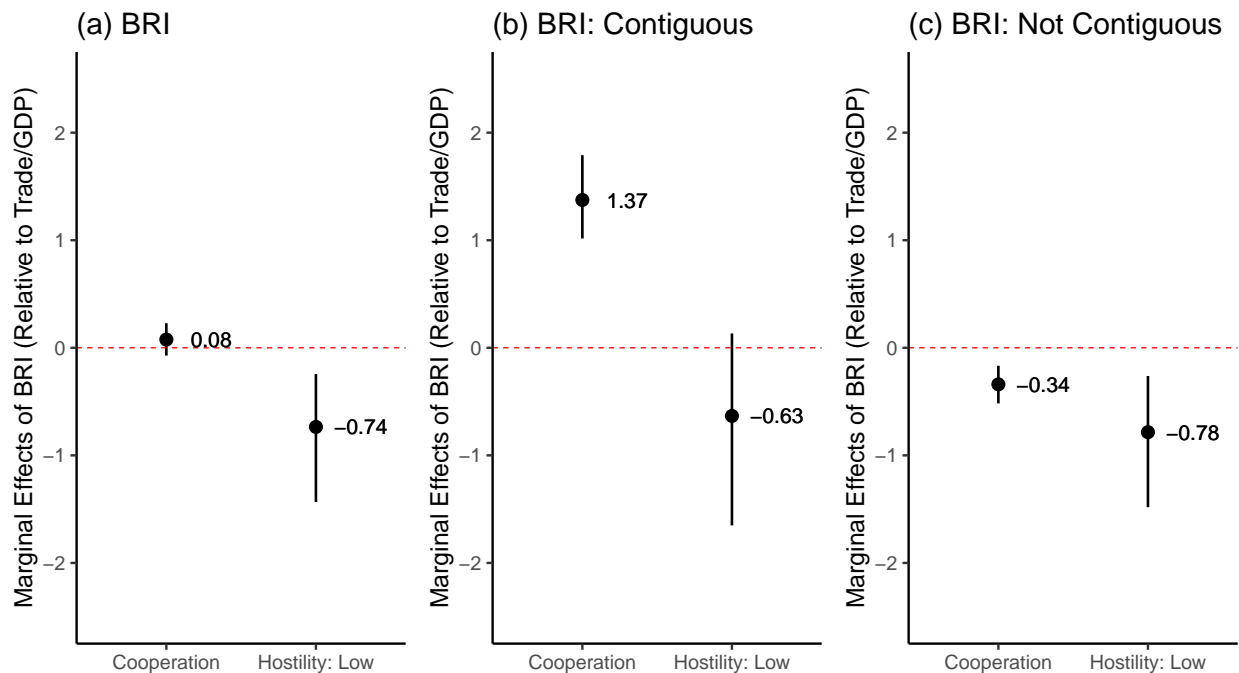 (a) BRI
Marginal Effects of BRI (Relative to Trade/GDP)
2
1
0
−1
−2
0.08
−0.74
Cooperation
Hostility: Low
(b) BRI: Contiguous
Marginal Effects of BRI (Relative to Trade/GDP)
2
1
0
−1
−2
1.37
−0.63
Cooperation
Hostility: Low
(c) BRI: Not Contiguous
Marginal Effects of BRI (Relative to Trade/GDP)
2
1
0
−1
−2
−0.34
−0.78
Cooperation
Hostility: Low